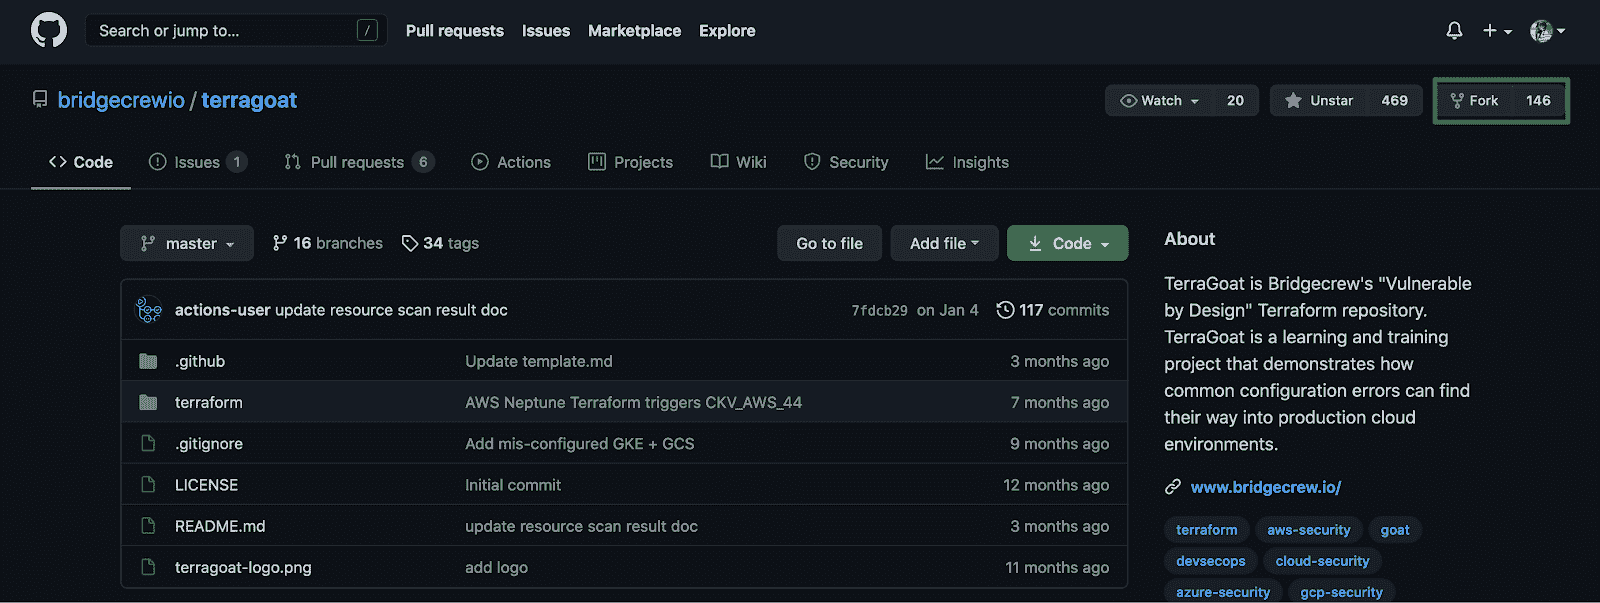 Search or jump to... / Pull requests Issues Marketplace Explore
bridgecrewio / terragoat Watch 20 Unstar 469 Fork 146
Code Issues 1 Pull requests 6 Actions Projects Wiki Security Insights
master 16 branches 34 tags Go to file Add file Code
actions-user update resource scan result doc 7fdcb29 on Jan 4 117 commits
.github Update template.md 3 months ago
terraform AWS Neptune Terraform triggers CKV_AWS_44 7 months ago
.gitignore Add mis-configured GKE + GCS 9 months ago
LICENSE Initial commit 12 months ago
README.md update resource scan result doc 3 months ago
terragoat-logo.png add logo 11 months ago
About
TerraGoat is Bridgecrew's "Vulnerable
by Design" Terraform repository.
TerraGoat is a learning and training
project that demonstrates how
common configuration errors can find
their way into production cloud
environments.
www.bridgecrew.io/
terraform aws-security goat
devsecops cloud-security
azure-security gcp-security